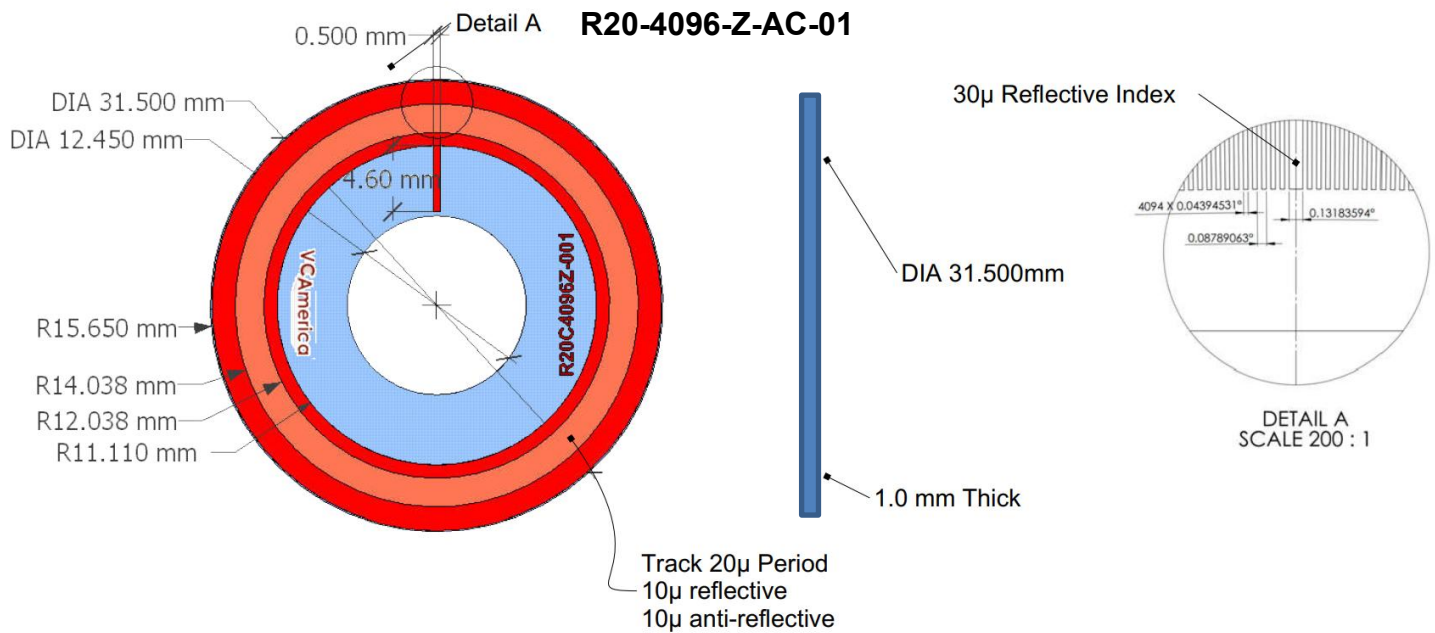 R20-4096-Z-AC-01
Detail A
0.500 mm
DIA 31.500 mm
DIA 12.450 mm
4.60 mm
VCAmerica
R20C4096Z-001
R15.650 mm
R14.038 mm
R12.038 mm
R11.110 mm
Track 20µ Period
10µ reflective
10µ anti-reflective
DIA 31.500mm
1.0 mm Thick
30µ Reflective Index
4094 X 0.04394531°
0.13183594°
0.08789063°
DETAIL A
SCALE 200 : 1